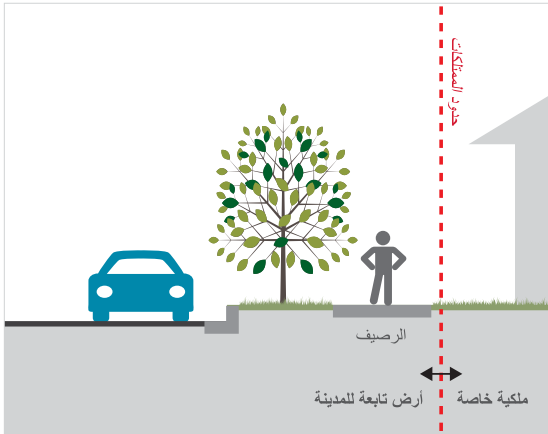 حدود الممتلكات
الرصيف
ملكية خاصة
أرض تابعة للمدينة